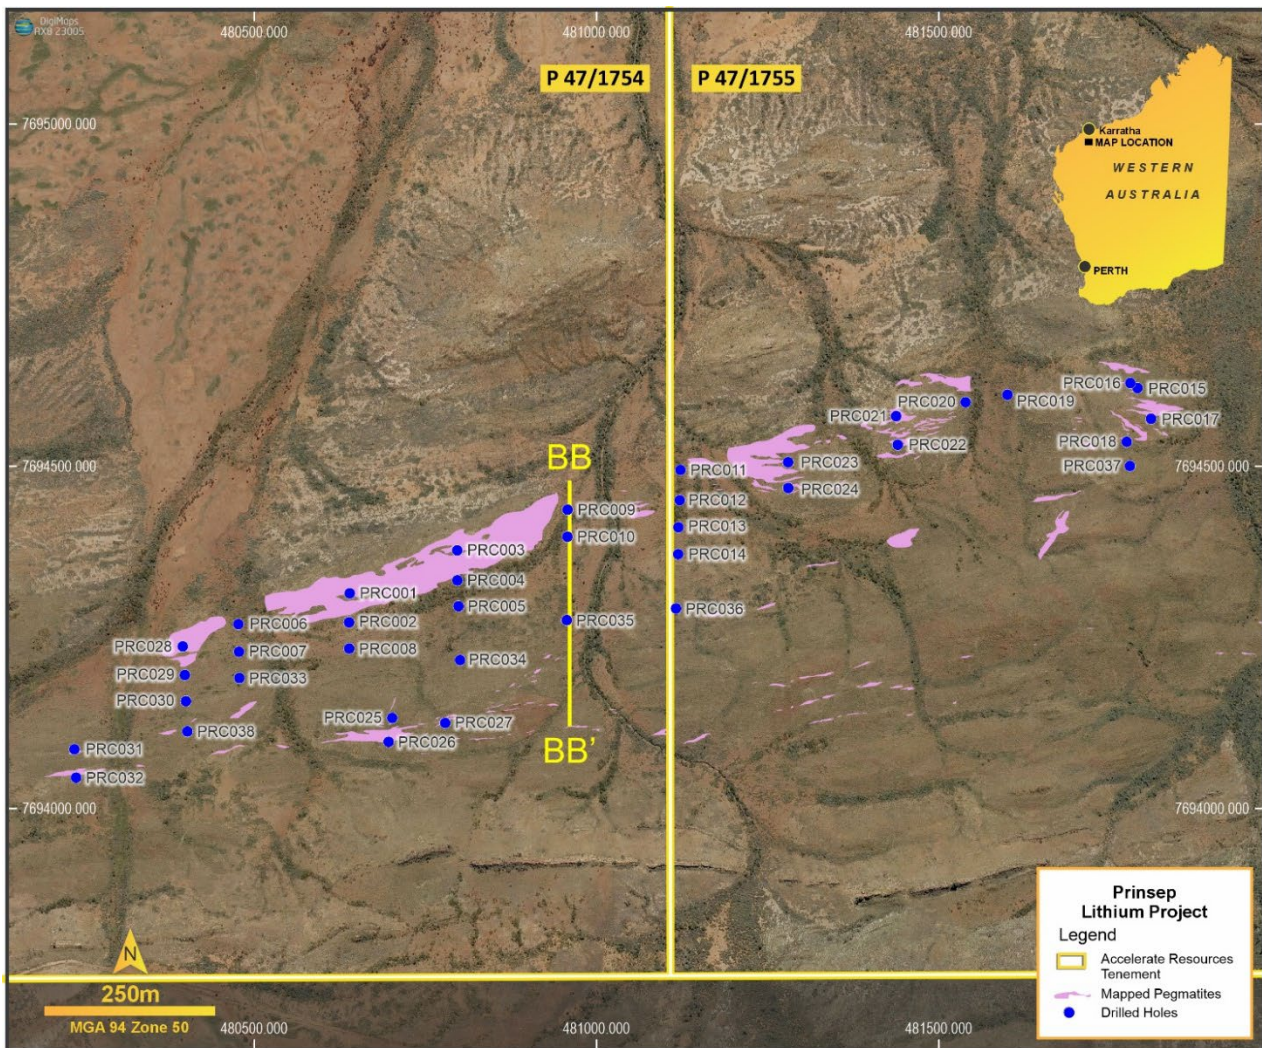 DigiMaps
RXB 23005
480500.000
481000.000
481500.000
P 47/1754
P 47/1755
7695000.000
Karratha
MAP LOCATION
WESTERN
AUSTRALIA
PERTH
PRC016
PRC015
PRC020
PRC019
PRC021
PRC017
PRC022
PRC018
BB
PRC023
PRC037
7694500.000
PRC011
7694500.000
PRC024
PRC012
PRC009
PRC013
PRC010
PRC003
PRC014
PRC004
PRC001
PRC005
PRC036
PRC006
PRC002
PRC035
PRC028
PRC007
PRC008
PRC034
PRC029
PRC033
PRC030
PRC025
PRC027
PRC038
PRC026
PRC031
BB'
PRC032
7694000.000
7694000.000
N
250m
MGA 94 Zone 50
480500.000
481000.000
481500.000
Prinsep
Lithium Project
Legend
Accelerate Resources
Tenement
Mapped Pegmatites
Drilled Holes